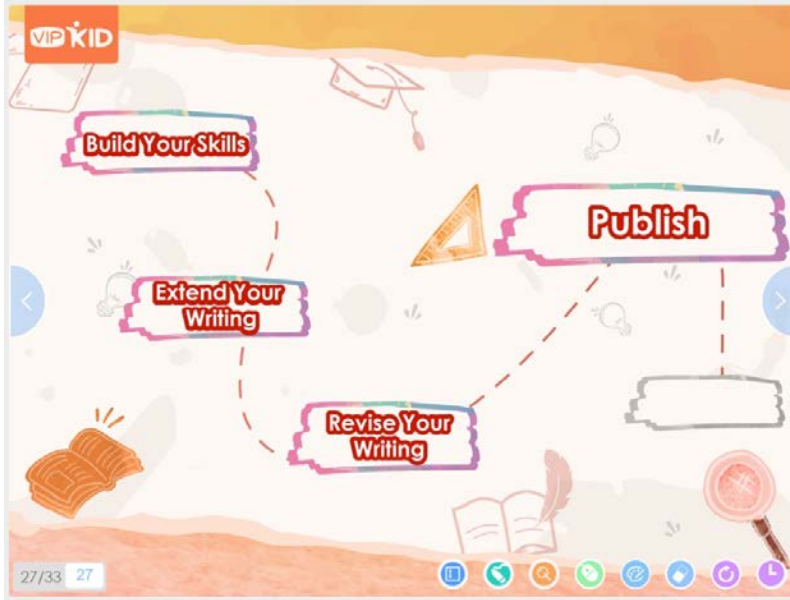 VIPKID
Build Your Skills
Publish
Extend Your
Writing
Revise Your
Writing
27/33 27